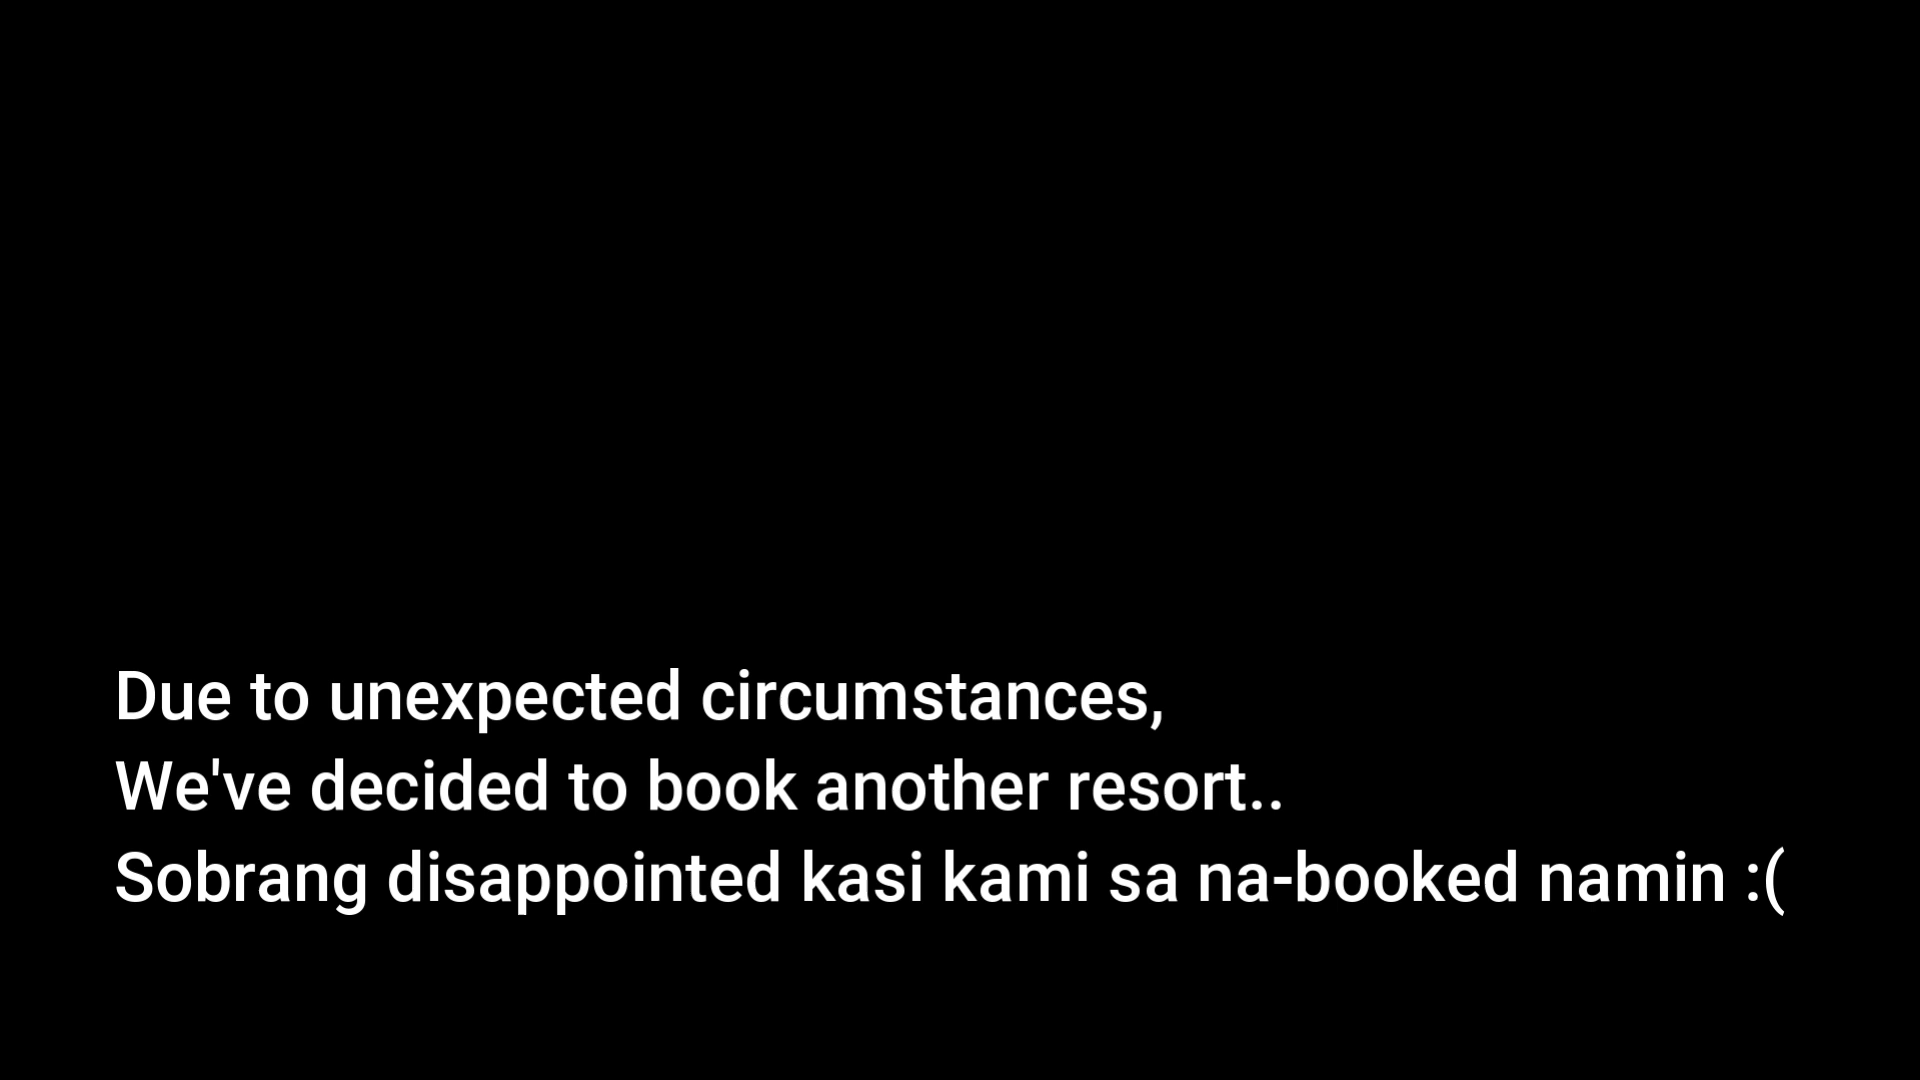 Due to unexpected circumstances,
We've decided to book another resort..
Sobrang disappointed kasi kami sa na-booked namin :(